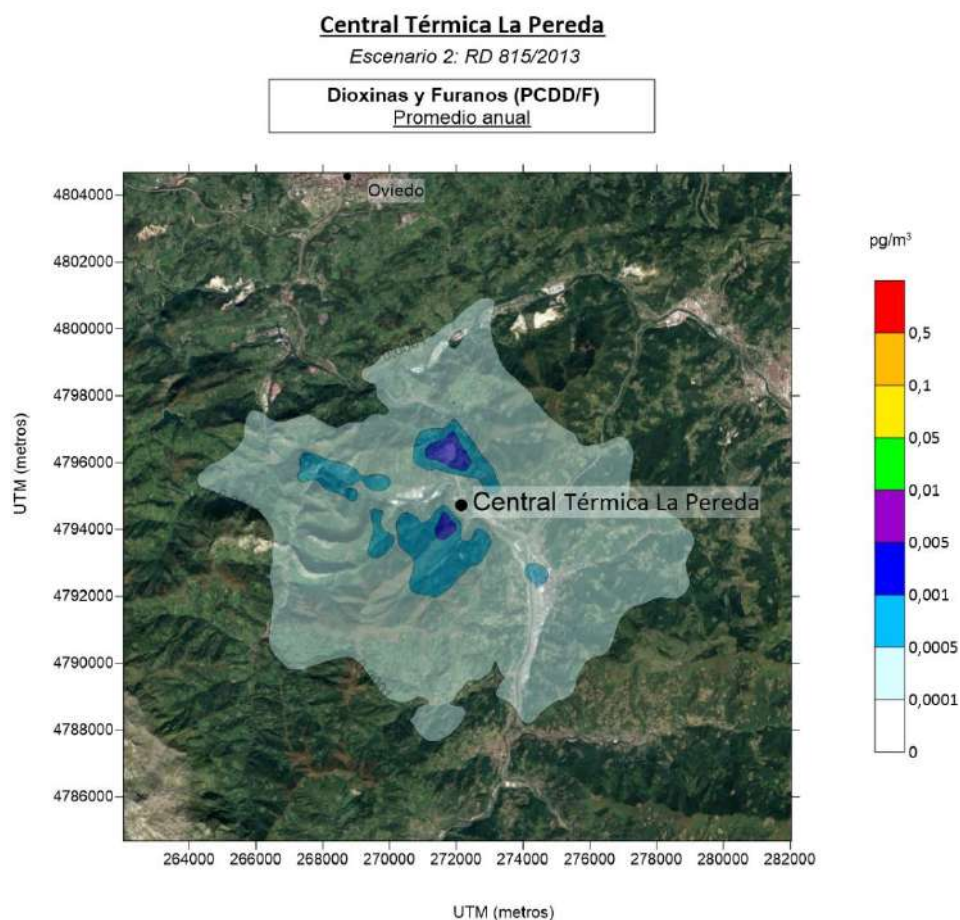 Central Térmica La Pereda
Escenario 2: RD 815/2013
Dioxinas y Furanos (PCDD/F)
Promedio anual
4804000
4802000
4800000
4798000
4796000
4794000
4792000
4790000
4788000
4786000
UTM (metros)
Oviedo
Central Térmica La Pereda
264000 266000 268000 270000 272000 274000 276000 278000 280000 282000
UTM (metros)
pg/m³
0,5
0,1
0,05
0,01
0,005
0,001
0,0005
0,0001
0